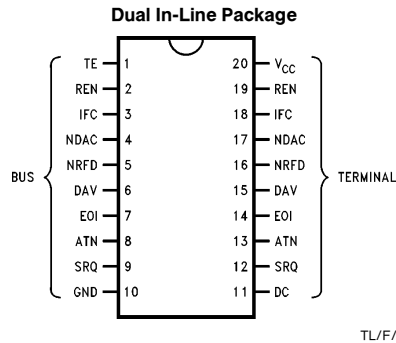 Dual In-Line Package
TE 1 20 VCC
REN 2 19 REN
IFC 3 18 IFC
NDAC 4 17 NDAC
NRFD 5 16 NRFD
BUS TERMINAL
DAV 6 15 DAV
EOI 7 14 EOI
ATN 8 13 ATN
SRQ 9 12 SRQ
GND 10 11 DC
TL/F/